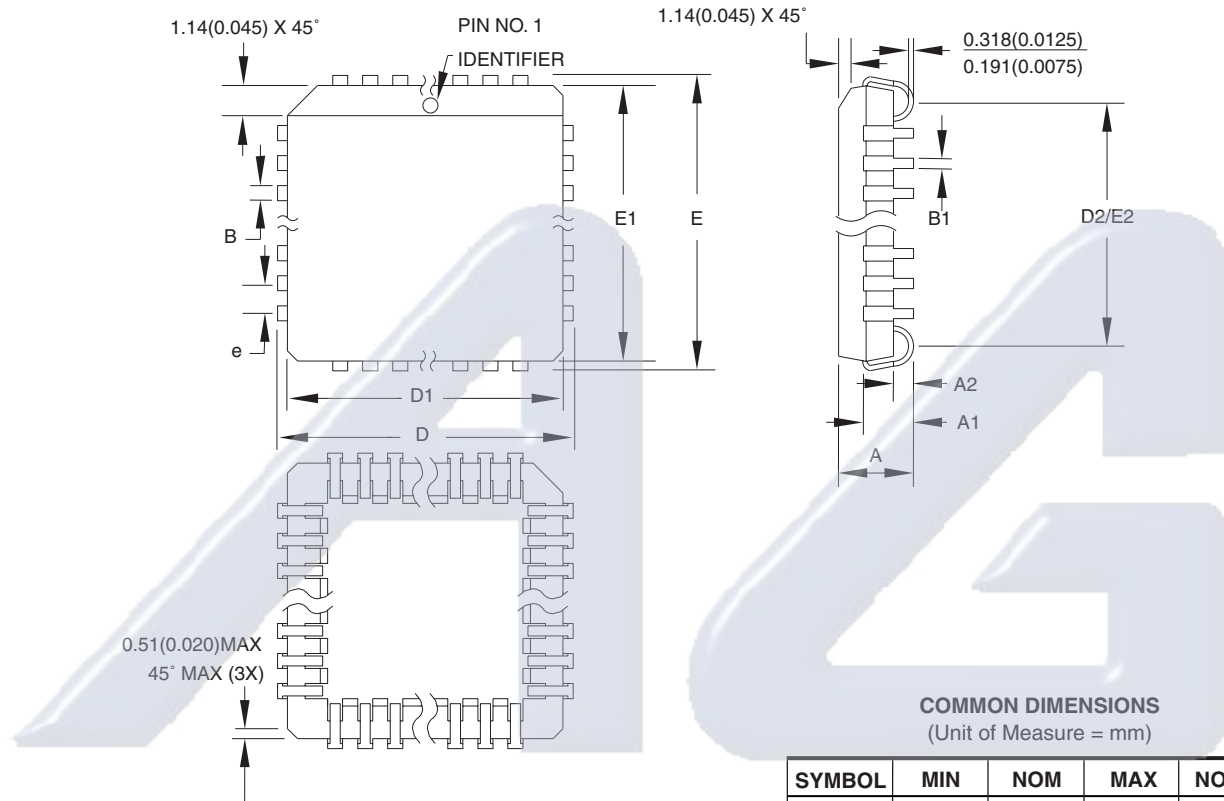 1.14(0.045) X 45˚
PIN NO. 1
IDENTIFIER
1.14(0.045) X 45˚
0.318(0.0125)
0.191(0.0075)
B
E1
E
B1
D2/E2
e
D1
D
A2
A1
A
0.51(0.020)MAX
45˚ MAX (3X)
COMMON DIMENSIONS
(Unit of Measure = mm)
SYMBOL MIN NOM MAX